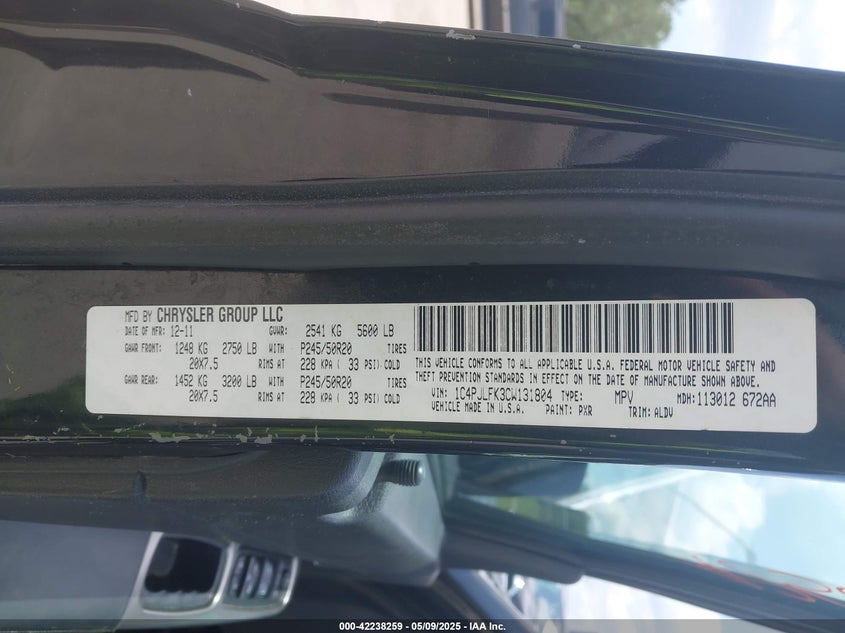 MFD BY CHRYSLER GROUP LLC
DATE OF MFR: 12-11 GVWR: 2541 KG 5600 LB
GAWR FRONT: 1248 KG 2750 LB WITH P245/50R20 TIRES
20X7.5 RIMS AT 228 KPA ( 33 PSI) COLD
GAWR REAR: 1452 KG 3200 LB WITH P245/50R20 TIRES
20X7.5 RIMS AT 228 KPA ( 33 PSI) COLD
THIS VEHICLE CONFORMS TO ALL APPLICABLE U.S.A. FEDERAL MOTOR VEHICLE SAFETY AND
THEFT PREVENTION STANDARDS IN EFFECT ON THE DATE OF MANUFACTURE SHOWN ABOVE.
VIN: 1C4PJLFK3CW131804 TYPE: MPV MDH: 113012 672AA
VEHICLE MADE IN U.S.A. PAINT: PXR TRIM: ALDV
000-42238259 - 05/09/2025 - IAA, Inc.